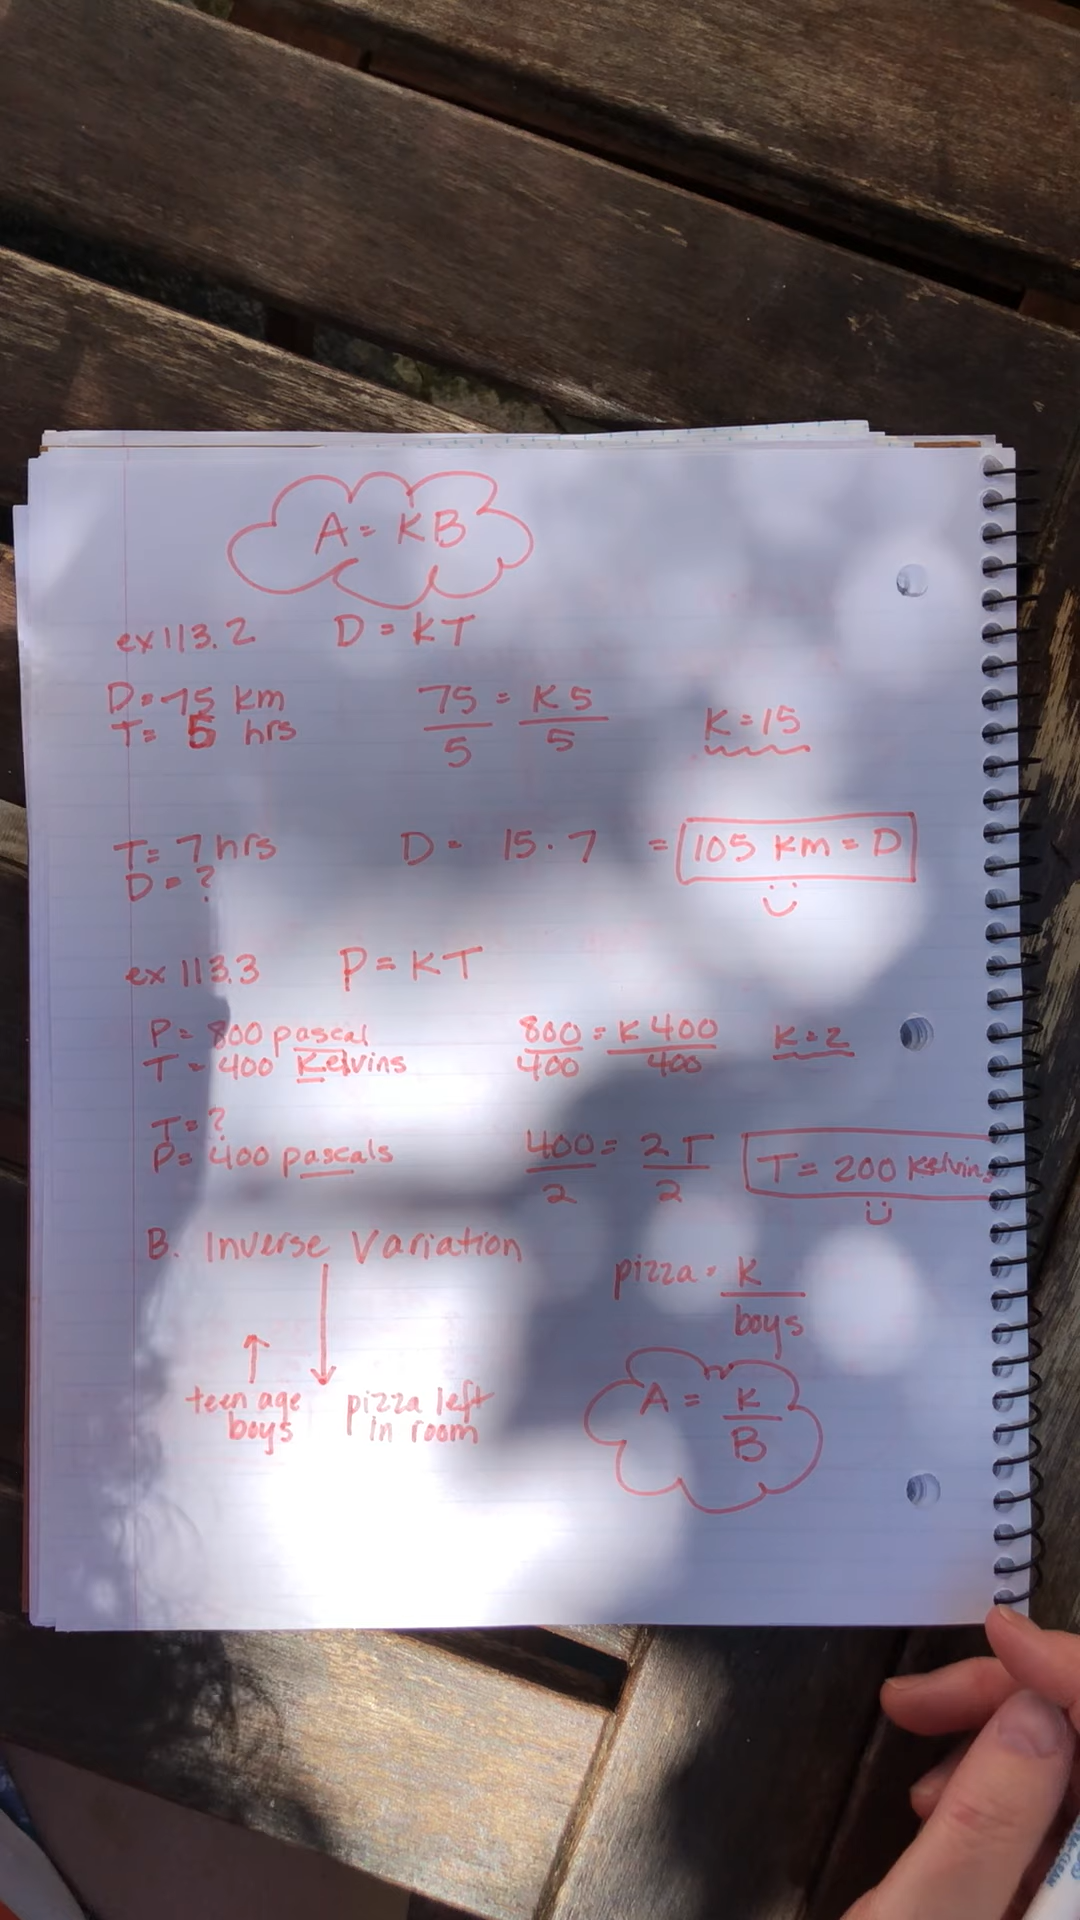 A = KB
ex 113.2 D = KT
D = 75 km
T = 5 hrs
75 = K5
5 5
K = 15
T = 7 hrs
D = ?
D = 15 · 7 = 105 km = D
ex 113.3 P = KT
P = 800 pascal
T = 400 Kelvins
800 = K 400
400 400
K = 2
T = ?
P = 400 pascals
400 = 2T
2 2
T = 200 Kelvins
B. Inverse Variation
teen age
boys
pizza left
in room
pizza = K
boys
A = K
B